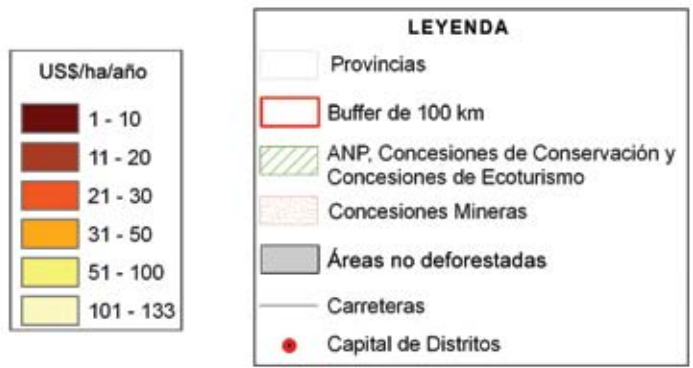 US$/ha/año
1 - 10
11 - 20
21 - 30
31 - 50
51 - 100
101 - 133
LEYENDA
Provincias
Buffer de 100 km
ANP, Concesiones de Conservación y
Concesiones de Ecoturismo
Concesiones Mineras
Áreas no deforestadas
Carreteras
Capital de Distritos